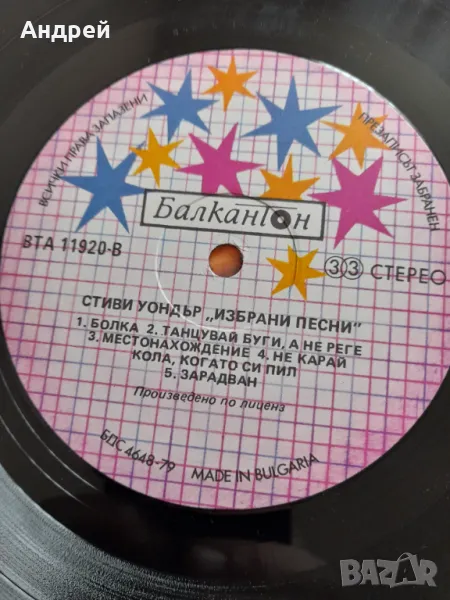 Андрей
ВСИЧКИ ПРАВА ЗАПАЗЕНИ
ПРЕЗАПИСЪТ ЗАБРАНЕН
Балкантон
ВТА 11920-В
33 СТЕРЕО
СТИВИ УОНДЪР „ИЗБРАНИ ПЕСНИ"
1. БОЛКА 2. ТАНЦУВАЙ БУГИ, А НЕ РЕГЕ
3. МЕСТОНАХОЖДЕНИЕ 4. НЕ КАРАЙ
КОЛА, КОГАТО СИ ПИЛ
5. ЗАРАДВАН
Произведено по лиценз
БДС 4648-79
MADE IN BULGARIA
BAZAR